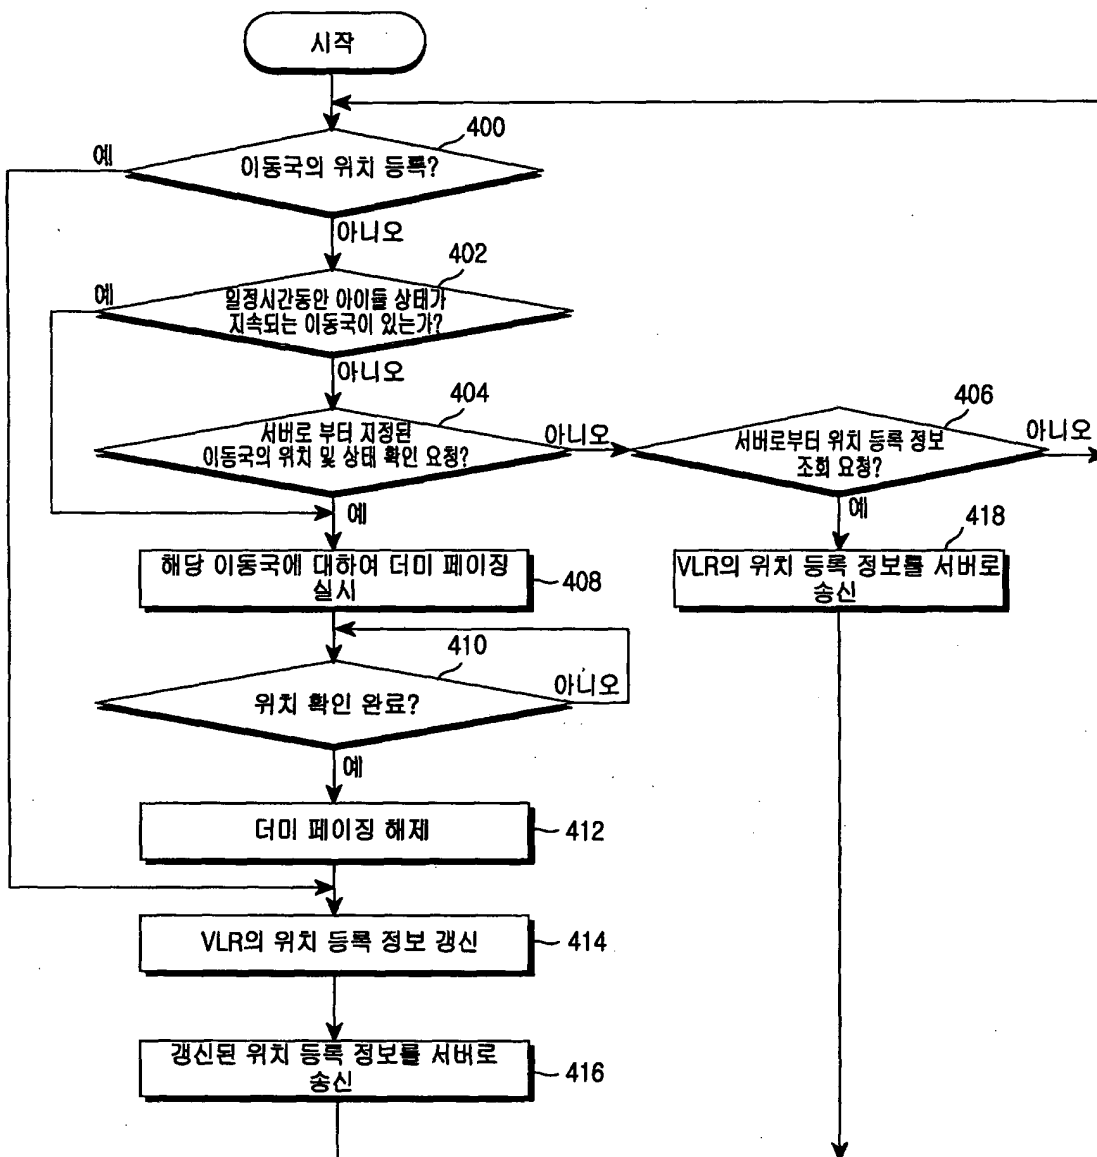 시작
400
예
이동국의 위치 등록?
아니오
402
예
일정시간동안 아이들 상태가
지속되는 이동국이 있는가?
아니오
404
서버로 부터 지정된
이동국의 위치 및 상태 확인 요청?
아니오
406
서버로부터 위치 등록 정보
조회 요청?
아니오
예
예
418
해당 이동국에 대하여 더미 페이징
실시
408
VLR의 위치 등록 정보를 서버로
송신
410
위치 확인 완료?
아니오
예
더미 페이징 해제
412
VLR의 위치 등록 정보 갱신
414
갱신된 위치 등록 정보를 서버로
송신
416